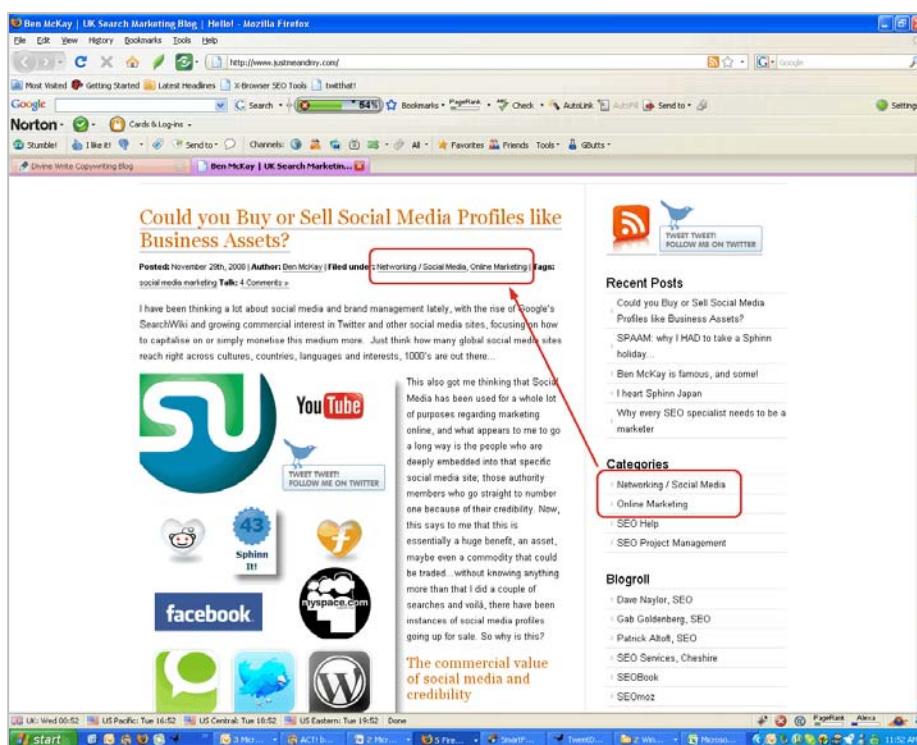 Ben McKay | UK Search Marketing Blog | Hello! - Mozilla Firefox
File Edit View History Bookmarks Tools Help
http://www.justmeandmy.com/
Google
Most Visited Getting Started Latest Headlines X-Browser SEO Tools twitthat!
Google Search 54% Bookmarks PageRank Check AutoLink AutoFill Send to Settings
Norton Cards & Log-ins
Stumble! I like it! Send to Channels: All Favorites Friends Tools GButts
Divine Write Copywriting Blog Ben McKay | UK Search Marketin...
Could you Buy or Sell Social Media Profiles like
Business Assets?
Posted: November 29th, 2008 | Author: Ben McKay | Filed under: Networking / Social Media, Online Marketing | Tags:
social media marketing Talk: 4 Comments »
I have been thinking a lot about social media and brand management lately, with the rise of Google's
SearchWiki and growing commercial interest in Twitter and other social media sites, focusing on how
to capitalise on or simply monetise this medium more. Just think how many global social media sites
reach right across cultures, countries, languages and interests, 1000's are out there...
You Tube
TWEET TWEET!
FOLLOW ME ON TWITTER
43
Sphinn
It!
facebook
myspace.com
This also got me thinking that Social
Media has been used for a whole lot
of purposes regarding marketing
online, and what appears to me to go
a long way is the people who are
deeply embedded into that specific
social media site; those authority
members who go straight to number
one because of their credibility. Now,
this says to me that this is
essentially a huge benefit, an asset,
maybe even a commodity that could
be traded...without knowing anything
more than that I did a couple of
searches and voilá, there have been
instances of social media profiles
going up for sale. So why is this?
The commercial value
of social media and
credibility
TWEET TWEET!
FOLLOW ME ON TWITTER
Recent Posts
Could you Buy or Sell Social Media
Profiles like Business Assets?
SPAAM: why I HAD to take a Sphinn
holiday...
Ben McKay is famous, and some!
I heart Sphinn Japan
Why every SEO specialist needs to be a
marketer
Categories
Networking / Social Media
Online Marketing
SEO Help
SEO Project Management
Blogroll
Dave Naylor, SEO
Gab Goldenberg, SEO
Patrick Altoft, SEO
SEO Services, Cheshire
SEOBook
SEOmoz
UK: Wed 00:52 US Pacific: Tue 16:52 US Central: Tue 18:52 US Eastern: Tue 19:52 Done PageRank Alexa
start 3 Micr... ACT! b... 2 Mic... 5 Fire... SmartF... TweetD... 2 Win... Microso... 11:52 AM